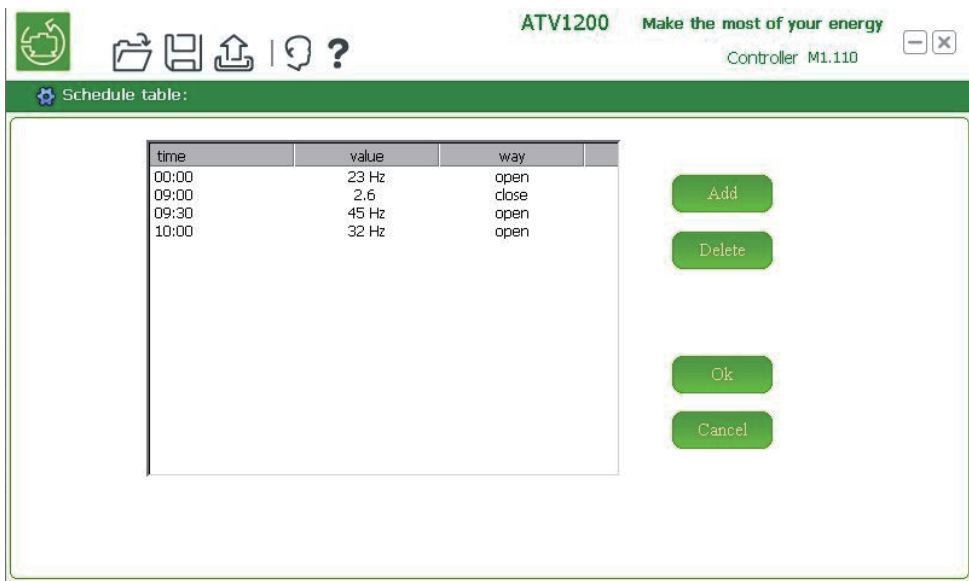 ATV1200 Make the most of your energy
Controller M1.110
?
Schedule table:
time value way
00:00 23 Hz open
09:00 2.6 close
09:30 45 Hz open
10:00 32 Hz open
Add
Delete
Ok
Cancel